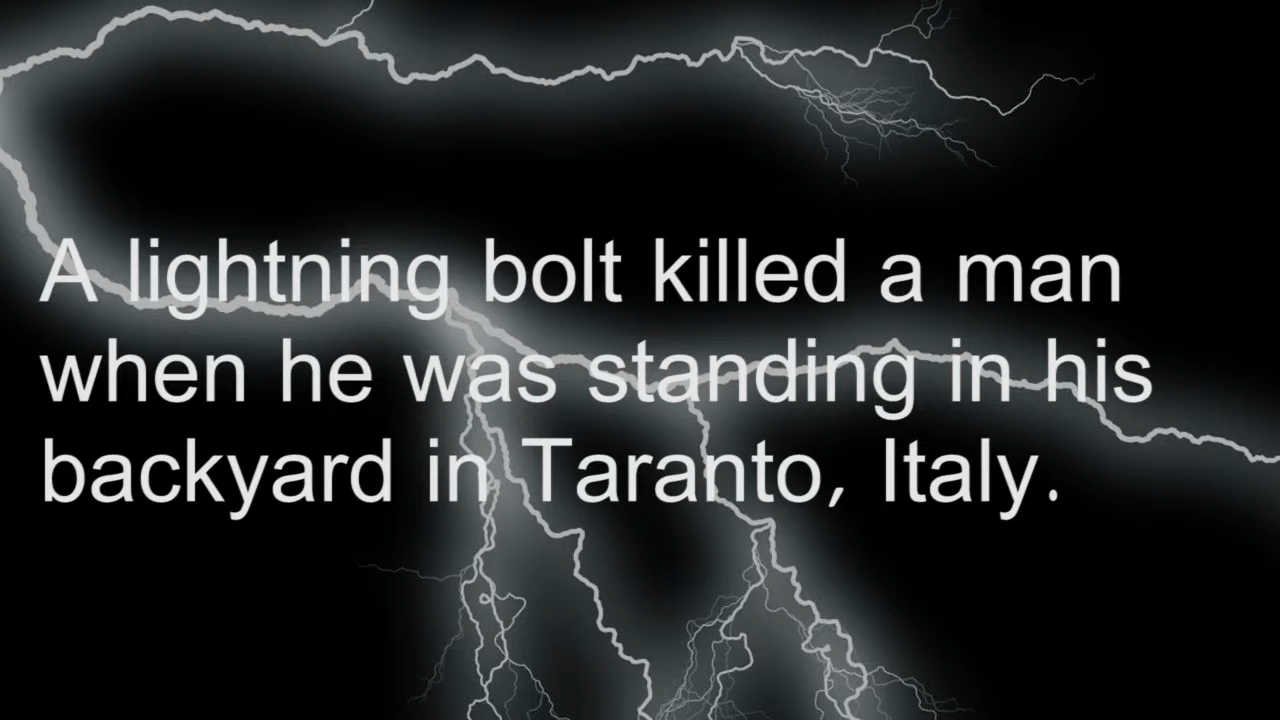 A lightning bolt killed a man
when he was standing in his
backyard in Taranto, Italy.